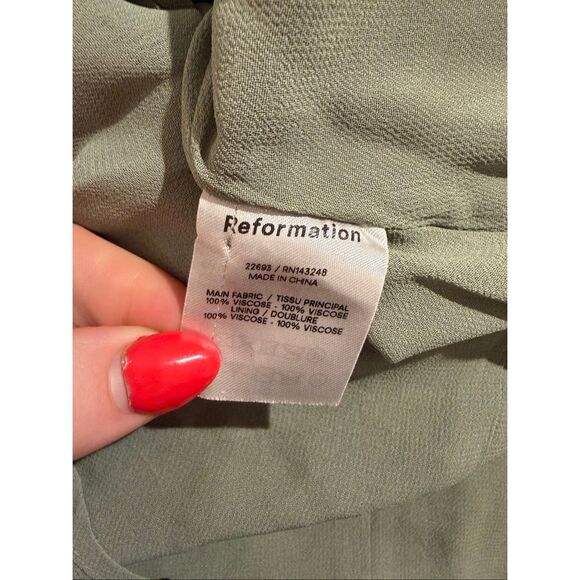 Reformation
22693 / RN143248
MADE IN CHINA
MAIN FABRIC / TISSU PRINCIPAL
100% VISCOSE - 100% VISCOSE
LINING / DOUBLURE
100% VISCOSE - 100% VISCOSE